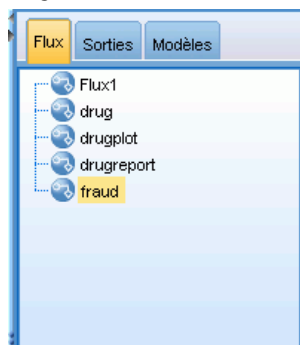 Flux Sorties Modèles
Flux1
drug
drugplot
drugreport
fraud